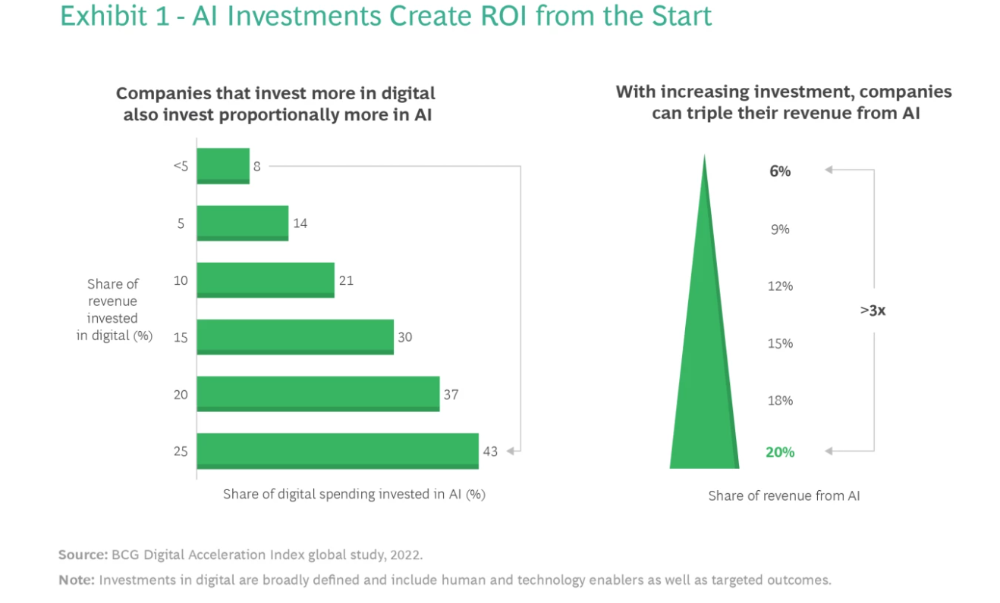 Exhibit 1 - AI Investments Create ROI from the Start
Companies that invest more in digital
also invest proportionally more in AI
<5
8
5
14
10
21
15
30
20
37
25
43
Share of
revenue
invested
in digital (%)
Share of digital spending invested in AI (%)
With increasing investment, companies
can triple their revenue from AI
6%
9%
12%
15%
18%
20%
>3x
Share of revenue from AI
Source: BCG Digital Acceleration Index global study, 2022.
Note: Investments in digital are broadly defined and include human and technology enablers as well as targeted outcomes.